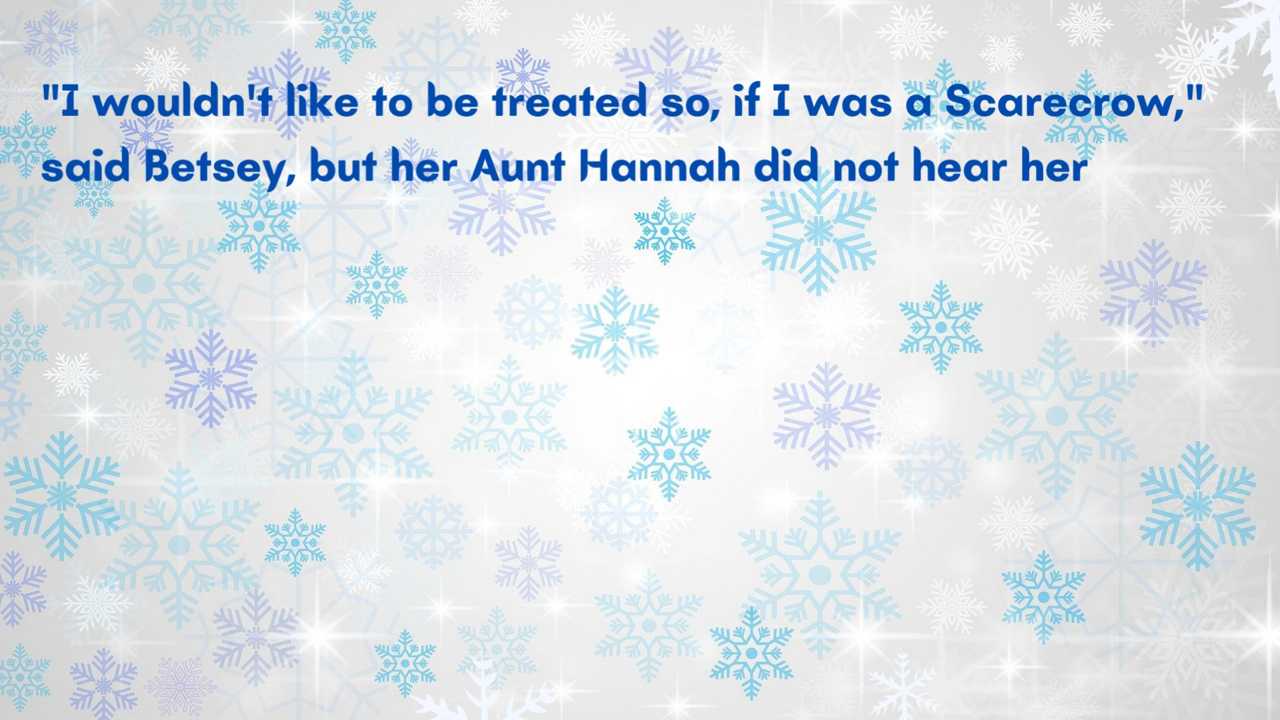 "I wouldn't like to be treated so, if I was a Scarecrow,"
said Betsey, but her Aunt Hannah did not hear her